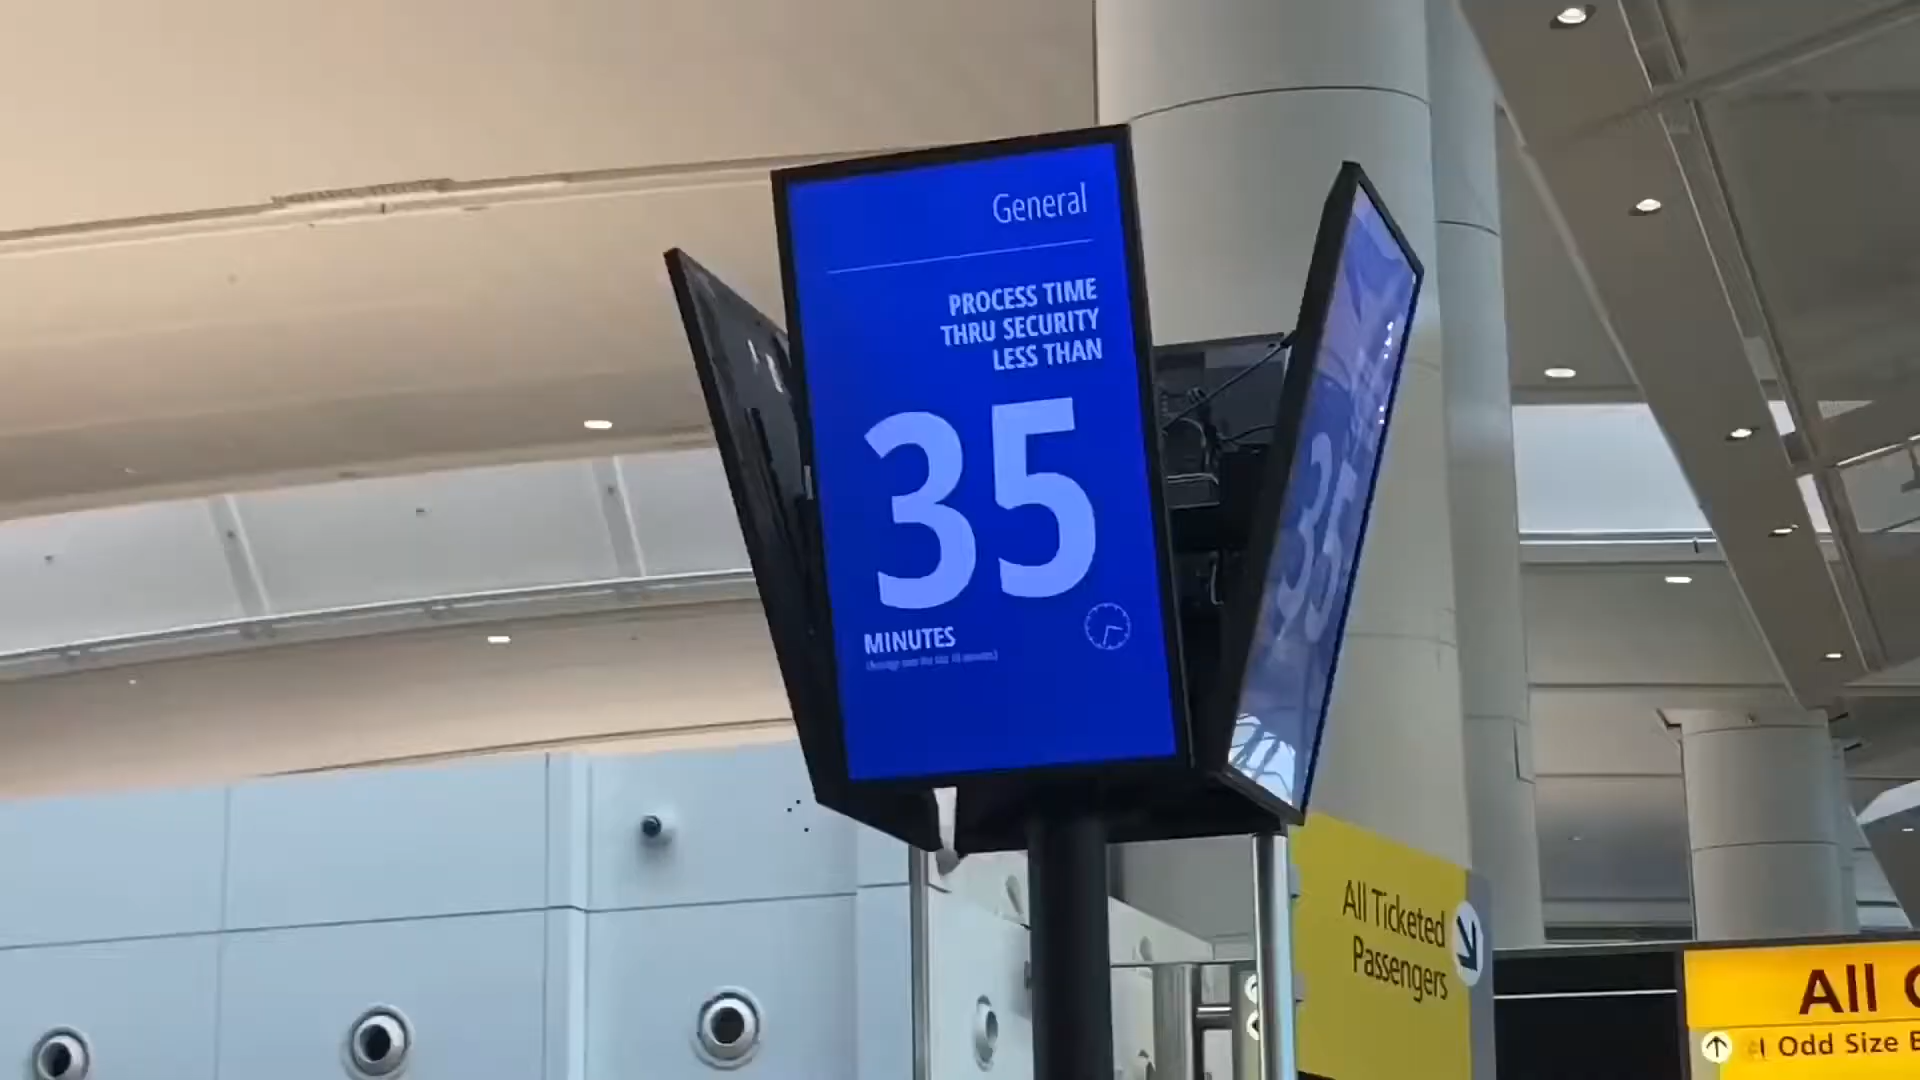 General
PROCESS TIME
THRU SECURITY
LESS THAN
35
MINUTES
35
All Ticketed
Passengers
All
Odd Size